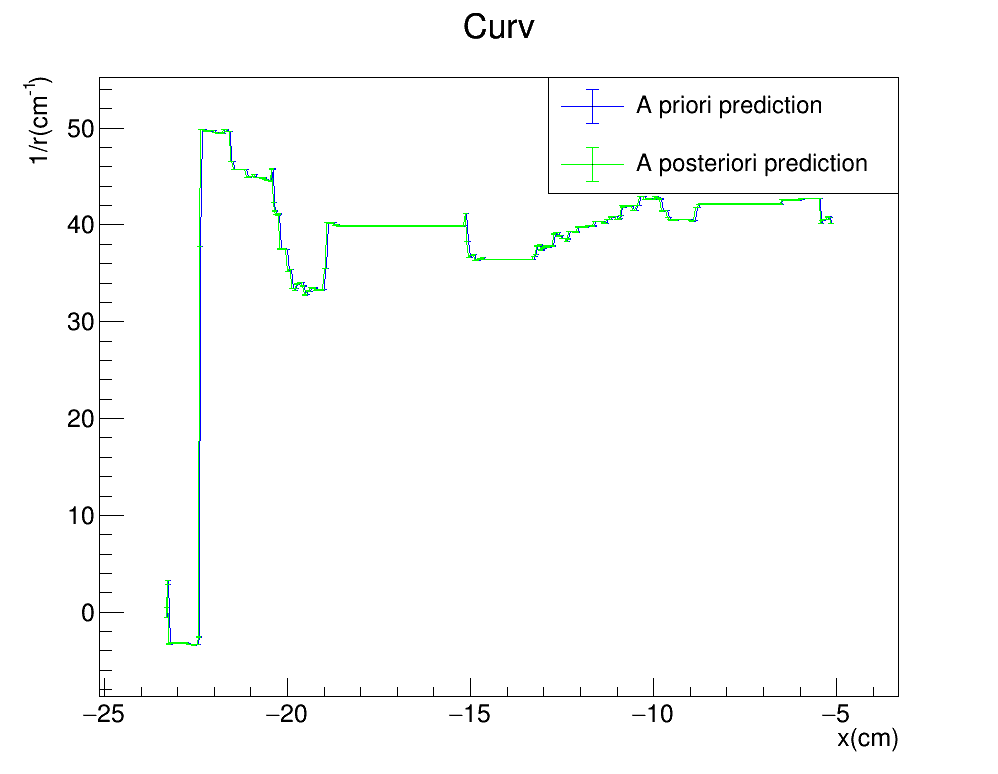 Curv
1/r(cm⁻¹)
A priori prediction
A posteriori prediction
50
40
30
20
10
0
−25 −20 −15 −10 −5
x(cm)